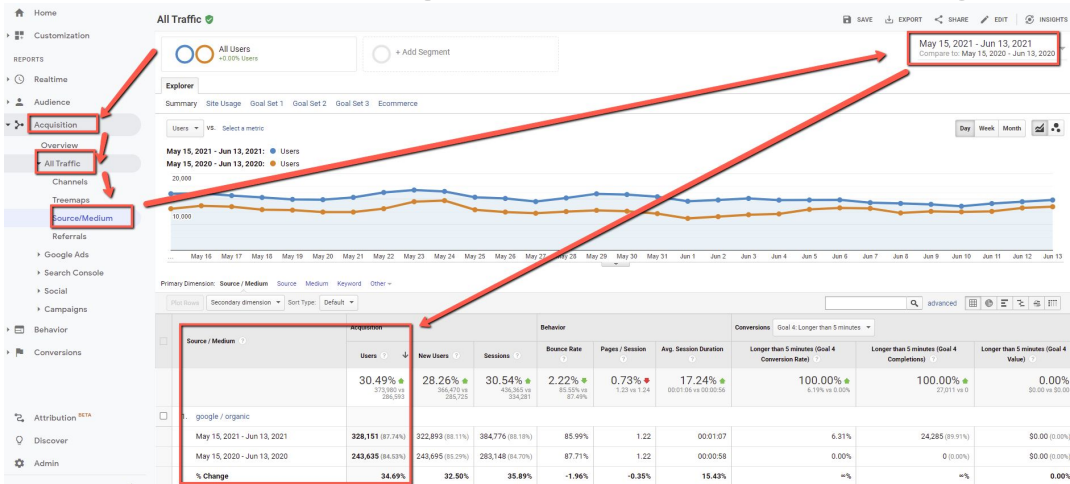 Home
Customization
REPORTS
Realtime
Audience
Acquisition
Overview
All Traffic
Channels
Treemaps
Source/Medium
Referrals
Google Ads
Search Console
Social
Campaigns
Behavior
Conversions
Attribution BETA
Discover
Admin
All Traffic
SAVE EXPORT SHARE EDIT INSIGHTS
All Users
+0.00% Users
+ Add Segment
May 15, 2021 - Jun 13, 2021
Compare to: May 15, 2020 - Jun 13, 2020
Explorer
Summary Site Usage Goal Set 1 Goal Set 2 Goal Set 3 Ecommerce
Users VS. Select a metric
Day Week Month
May 15, 2021 - Jun 13, 2021: Users
May 15, 2020 - Jun 13, 2020: Users
20,000
10,000
... May 16 May 17 May 18 May 19 May 20 May 21 May 22 May 23 May 24 May 25 May 26 May 27 May 28 May 29 May 30 May 31 Jun 1 Jun 2 Jun 3 Jun 4 Jun 5 Jun 6 Jun 7 Jun 8 Jun 9 Jun 10 Jun 11 Jun 12 Jun 13
Primary Dimension: Source / Medium Source Medium Keyword Other
Plot Rows Secondary dimension Sort Type: Default
advanced
Source / Medium
Acquisition Behavior Conversions Goal 4: Longer than 5 minutes
Users New Users Sessions Bounce Rate Pages / Session Avg. Session Duration Longer than 5 minutes (Goal 4 Conversion Rate) Longer than 5 minutes (Goal 4 Completions) Longer than 5 minutes (Goal 4 Value)
30.49% 28.26% 30.54% 2.22% 0.73% 17.24% 100.00% 100.00% 0.00%
373,980 vs 286,593 366,470 vs 285,725 436,365 vs 334,281 85.55% vs 87.49% 1.23 vs 1.24 00:01:06 vs 00:00:56 6.19% vs 0.00% 27,011 vs 0 $0.00 vs $0.00
1. google / organic
May 15, 2021 - Jun 13, 2021 328,151 (87.74%) 322,893 (88.11%) 384,776 (88.18%) 85.99% 1.22 00:01:07 6.31% 24,285 (89.91%) $0.00 (0.00%)
May 15, 2020 - Jun 13, 2020 243,635 (84.53%) 243,695 (85.29%) 283,148 (84.70%) 87.71% 1.22 00:00:58 0.00% 0 (0.00%) $0.00 (0.00%)
% Change 34.69% 32.50% 35.89% -1.96% -0.35% 15.43% ∞% ∞% 0.00%